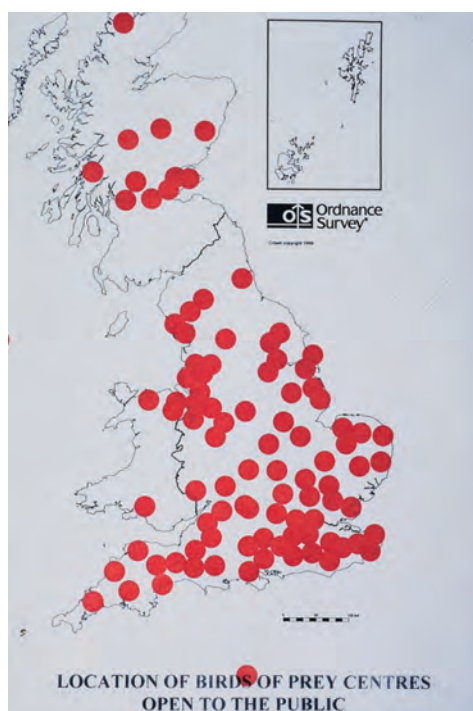 Ordnance
Survey®
LOCATION OF BIRDS OF PREY CENTRES
OPEN TO THE PUBLIC